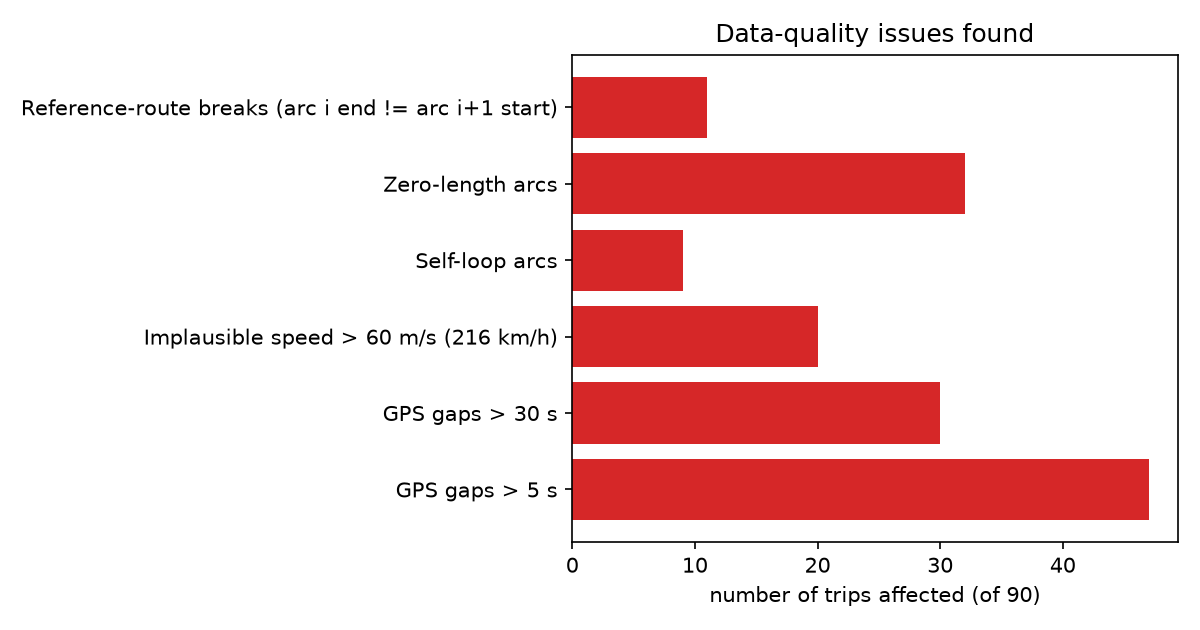 Data-quality issues found
Reference-route breaks (arc i end != arc i+1 start)
Zero-length arcs
Self-loop arcs
Implausible speed > 60 m/s (216 km/h)
GPS gaps > 30 s
GPS gaps > 5 s
0 10 20 30 40
number of trips affected (of 90)